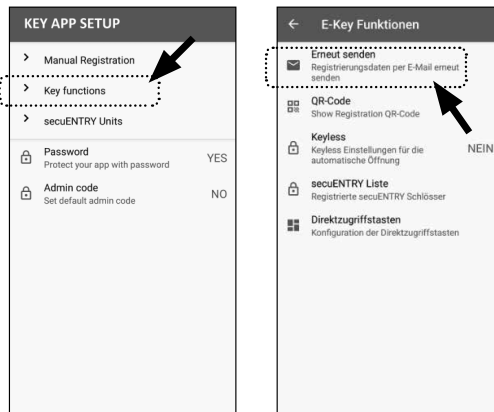 KEY APP SETUP
Manual Registration
Key functions
secuENTRY Units
Password
Protect your app with password
YES
Admin code
Set default admin code
NO
E-Key Funktionen
Erneut senden
Registrierungsdaten per E-Mail erneut
senden
QR-Code
Show Registration QR-Code
Keyless
Keyless Einstellungen für die
automatische Öffnung
NEIN
secuENTRY Liste
Registrierte secuENTRY Schlösser
Direktzugriffstasten
Konfiguration der Direktzugriffstasten